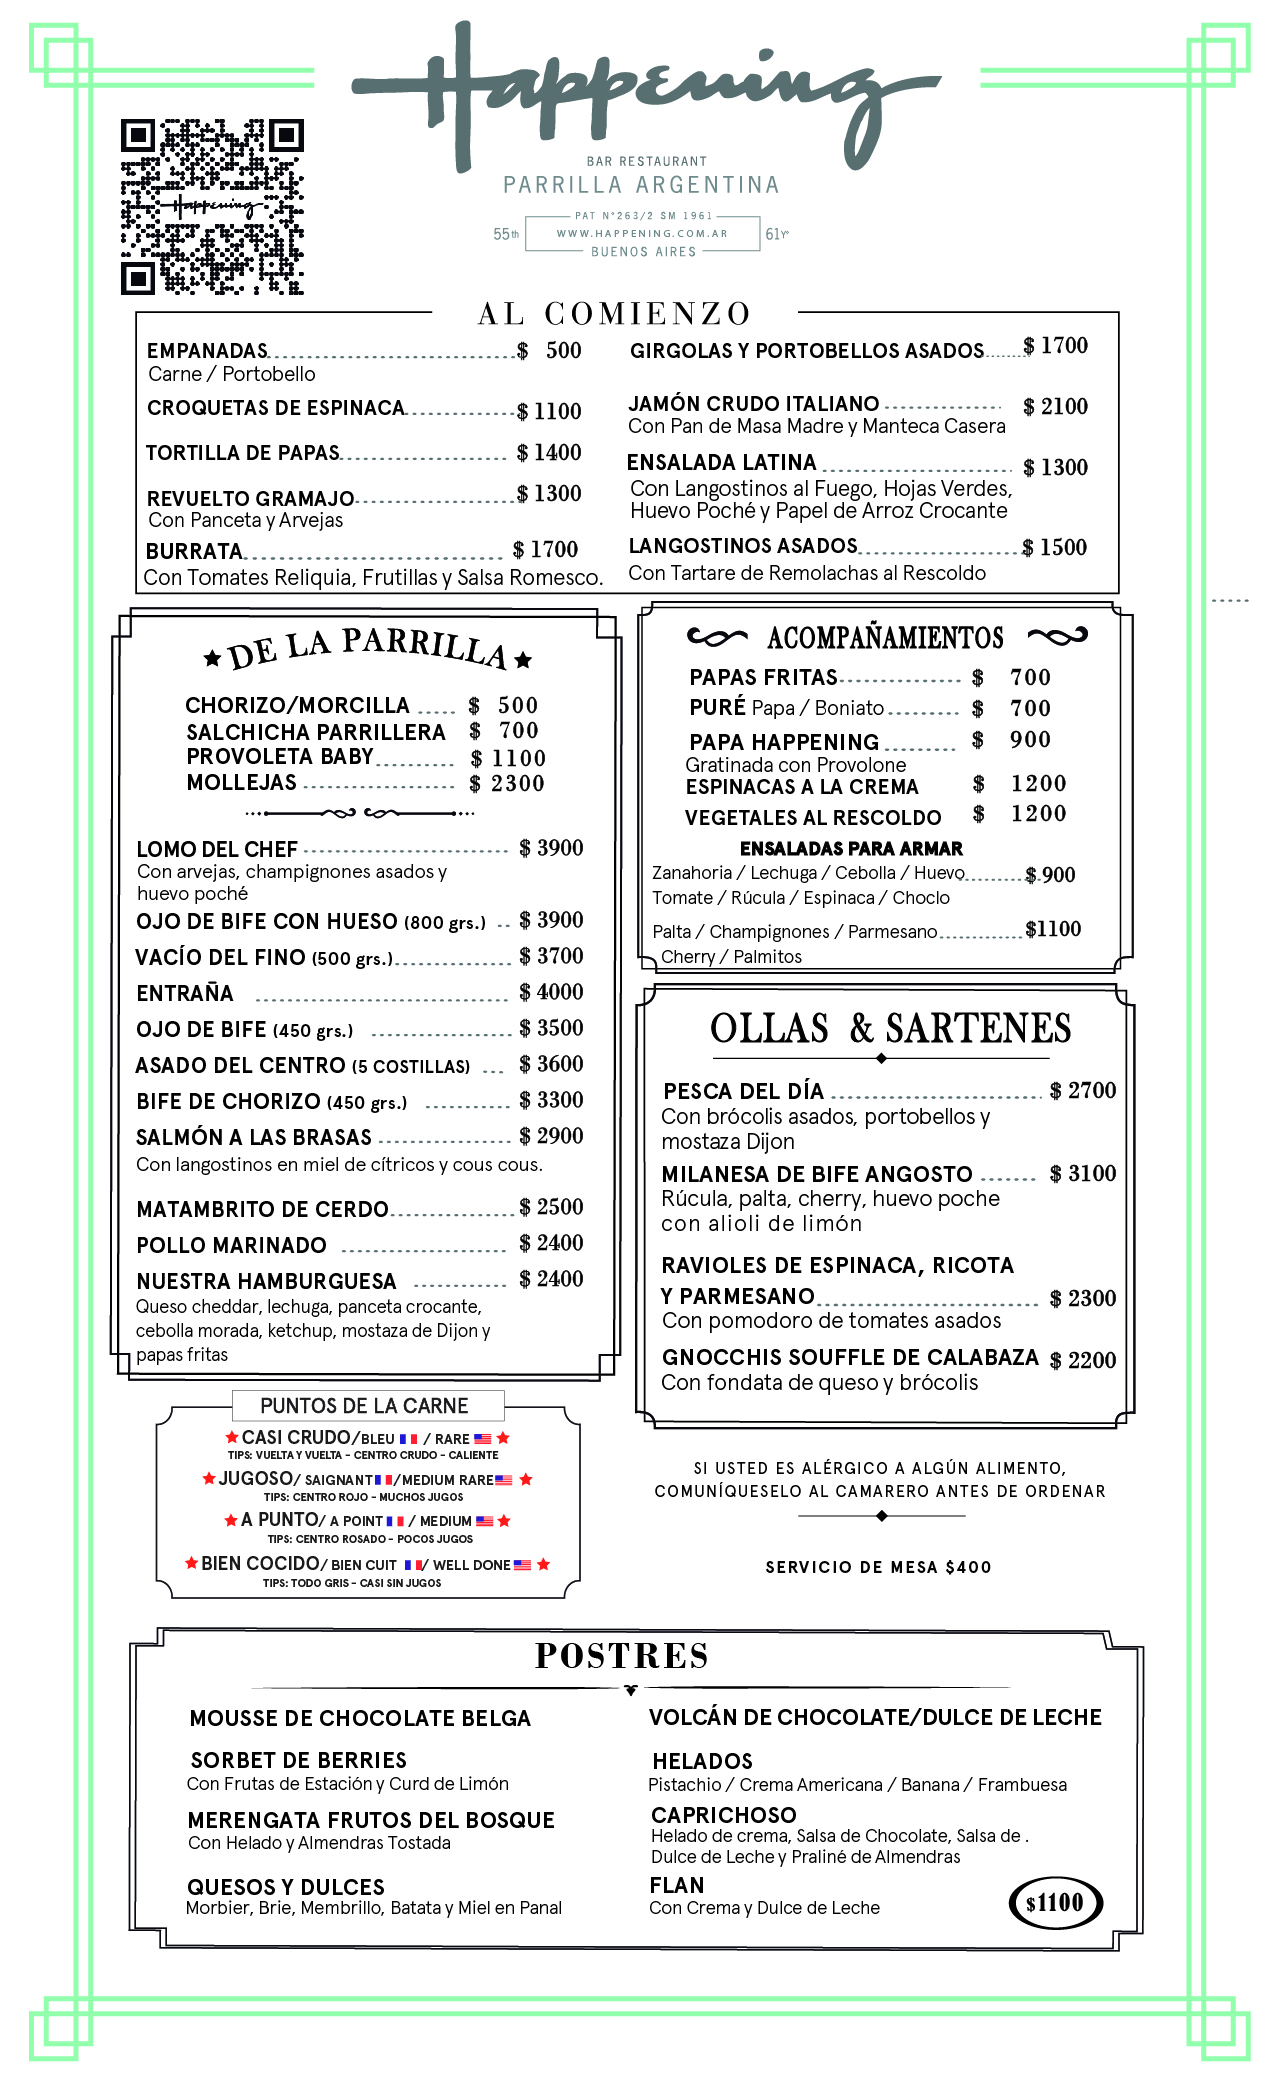 Happening
BAR RESTAURANT
PARRILLA ARGENTINA
PAT N°263/2 SM 1961
55th WWW.HAPPENING.COM.AR 61Yº
BUENOS AIRES
Happening
AL COMIENZO
EMPANADAS $ 500
Carne / Portobello
CROQUETAS DE ESPINACA $ 1100
TORTILLA DE PAPAS $ 1400
REVUELTO GRAMAJO $ 1300
Con Panceta y Arvejas
BURRATA $ 1700
Con Tomates Reliquia, Frutillas y Salsa Romesco.
GIRGOLAS Y PORTOBELLOS ASADOS $ 1700
JAMÓN CRUDO ITALIANO $ 2100
Con Pan de Masa Madre y Manteca Casera
ENSALADA LATINA $ 1300
Con Langostinos al Fuego, Hojas Verdes,
Huevo Poché y Papel de Arroz Crocante
LANGOSTINOS ASADOS $ 1500
Con Tartare de Remolachas al Rescoldo
DE LA PARRILLA
CHORIZO/MORCILLA $ 500
SALCHICHA PARRILLERA $ 700
PROVOLETA BABY $ 1100
MOLLEJAS $ 2300
LOMO DEL CHEF $ 3900
Con arvejas, champignones asados y
huevo poché
OJO DE BIFE CON HUESO (800 grs.) $ 3900
VACÍO DEL FINO (500 grs.) $ 3700
ENTRAÑA $ 4000
OJO DE BIFE (450 grs.) $ 3500
ASADO DEL CENTRO (5 COSTILLAS) $ 3600
BIFE DE CHORIZO (450 grs.) $ 3300
SALMÓN A LAS BRASAS $ 2900
Con langostinos en miel de cítricos y cous cous.
MATAMBRITO DE CERDO $ 2500
POLLO MARINADO $ 2400
NUESTRA HAMBURGUESA $ 2400
Queso cheddar, lechuga, panceta crocante,
cebolla morada, ketchup, mostaza de Dijon y
papas fritas
ACOMPAÑAMIENTOS
PAPAS FRITAS $ 700
PURÉ Papa / Boniato $ 700
PAPA HAPPENING $ 900
Gratinada con Provolone
ESPINACAS A LA CREMA $ 1200
VEGETALES AL RESCOLDO $ 1200
ENSALADAS PARA ARMAR
Zanahoria / Lechuga / Cebolla / Huevo $ 900
Tomate / Rúcula / Espinaca / Choclo
Palta / Champignones / Parmesano $1100
Cherry / Palmitos
OLLAS & SARTENES
PESCA DEL DÍA $ 2700
Con brócolis asados, portobellos y
mostaza Dijon
MILANESA DE BIFE ANGOSTO $ 3100
Rúcula, palta, cherry, huevo poche
con alioli de limón
RAVIOLES DE ESPINACA, RICOTA
Y PARMESANO $ 2300
Con pomodoro de tomates asados
GNOCCHIS SOUFFLE DE CALABAZA $ 2200
Con fondata de queso y brócolis
PUNTOS DE LA CARNE
CASI CRUDO/BLEU / RARE
TIPS: VUELTA Y VUELTA - CENTRO CRUDO - CALIENTE
JUGOSO/ SAIGNANT /MEDIUM RARE
TIPS: CENTRO ROJO - MUCHOS JUGOS
A PUNTO/ A POINT / MEDIUM
TIPS: CENTRO ROSADO - POCOS JUGOS
BIEN COCIDO/ BIEN CUIT / WELL DONE
TIPS: TODO GRIS - CASI SIN JUGOS
SI USTED ES ALÉRGICO A ALGÚN ALIMENTO,
COMUNÍQUESELO AL CAMARERO ANTES DE ORDENAR
SERVICIO DE MESA $400
POSTRES
MOUSSE DE CHOCOLATE BELGA
SORBET DE BERRIES
Con Frutas de Estación y Curd de Limón
MERENGATA FRUTOS DEL BOSQUE
Con Helado y Almendras Tostada
QUESOS Y DULCES
Morbier, Brie, Membrillo, Batata y Miel en Panal
VOLCÁN DE CHOCOLATE/DULCE DE LECHE
HELADOS
Pistachio / Crema Americana / Banana / Frambuesa
CAPRICHOSO
Helado de crema, Salsa de Chocolate, Salsa de .
Dulce de Leche y Praliné de Almendras
FLAN
Con Crema y Dulce de Leche
$1100